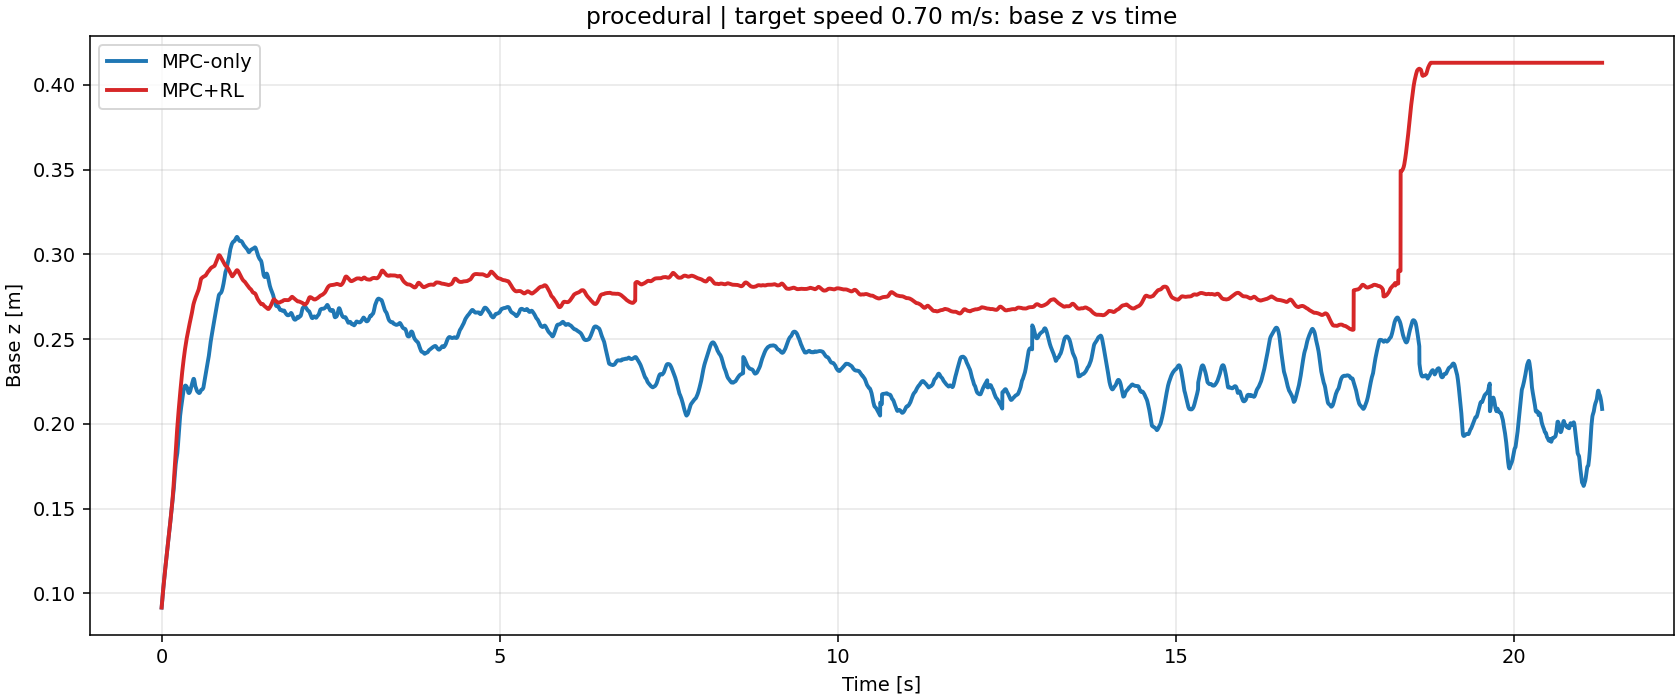 procedural | target speed 0.70 m/s: base z vs time
MPC-only
MPC+RL
Base z [m]
0.40
0.35
0.30
0.25
0.20
0.15
0.10
0
5
10
15
20
Time [s]